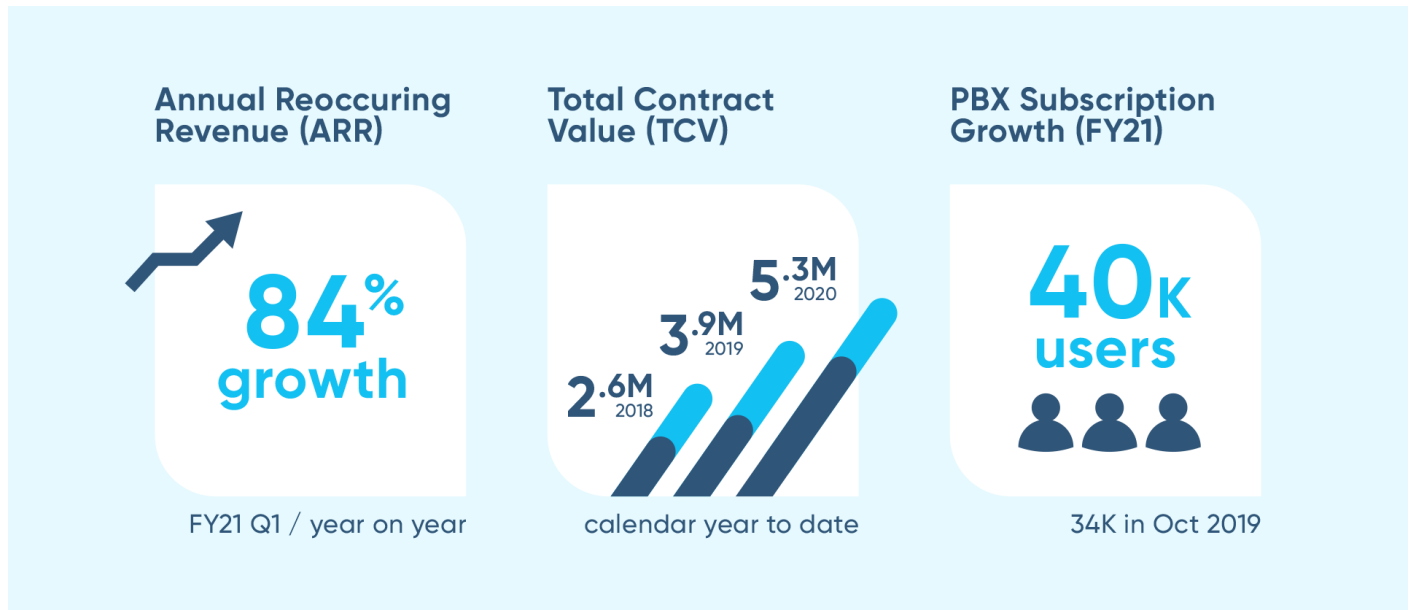 Annual Reoccuring
Revenue (ARR)
84%
growth
FY21 Q1 / year on year
Total Contract
Value (TCV)
5.3M
2020
3.9M
2019
2.6M
2018
calendar year to date
PBX Subscription
Growth (FY21)
40K
users
34K in Oct 2019